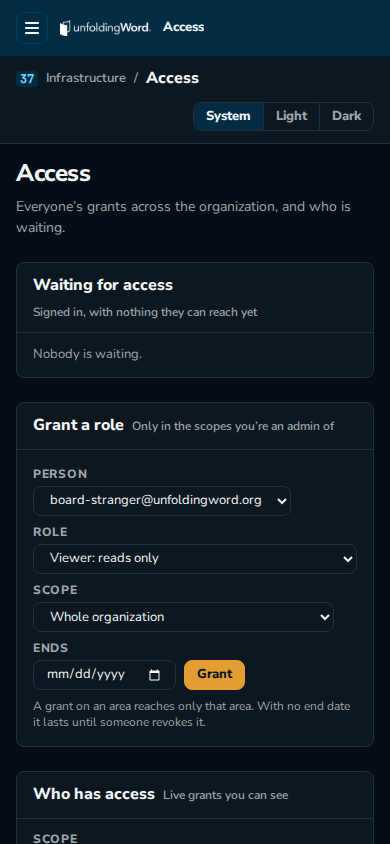 unfoldingWord. Access
37 Infrastructure / Access
System Light Dark
Access
Everyone's grants across the organization, and who is
waiting.
Waiting for access
Signed in, with nothing they can reach yet
Nobody is waiting.
Grant a role Only in the scopes you're an admin of
PERSON
board-stranger@unfoldingword.org
ROLE
Viewer: reads only
SCOPE
Whole organization
ENDS
mm/dd/yyyy Grant
A grant on an area reaches only that area. With no end date
it lasts until someone revokes it.
Who has access Live grants you can see
SCOPE